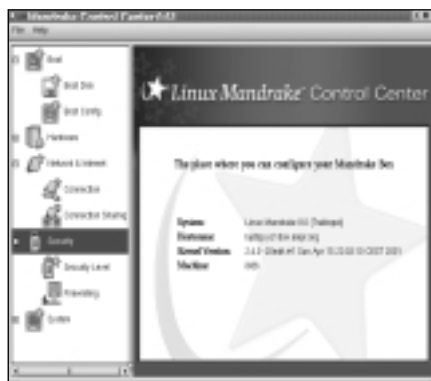 Mandrake Control Center
File Help
Boot
Boot Disk
Boot Config
Hardware
Network & Internet
Connection
Connection Sharing
Security
Security Level
Firewalling
System
Linux Mandrake Control Center
The place where you can configure your Mandrake Box
System: Linux Mandrake
Hostname:
Kernel Version:
Machine: